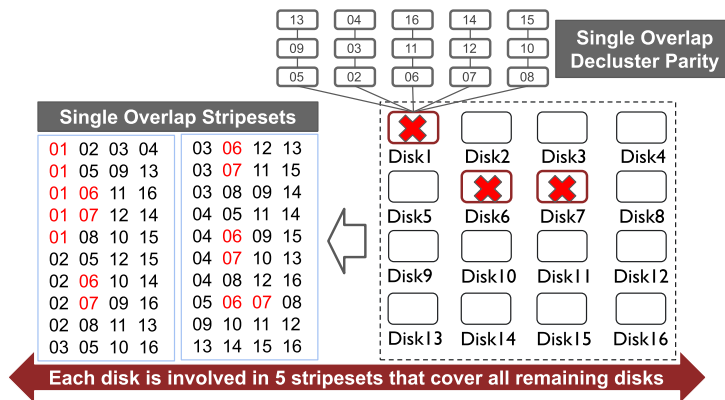 13 04 16 14 15
09 03 11 12 10
05 02 06 07 08
Single Overlap
Decluster Parity
Single Overlap Stripesets
01 02 03 04
01 05 09 13
01 06 11 16
01 07 12 14
01 08 10 15
02 05 12 15
02 06 10 14
02 07 09 16
02 08 11 13
03 05 10 16
03 06 12 13
03 07 11 15
03 08 09 14
04 05 11 14
04 06 09 15
04 07 10 13
04 08 12 16
05 06 07 08
09 10 11 12
13 14 15 16
Disk1 Disk2 Disk3 Disk4
Disk5 Disk6 Disk7 Disk8
Disk9 Disk10 Disk11 Disk12
Disk13 Disk14 Disk15 Disk16
Each disk is involved in 5 stripesets that cover all remaining disks